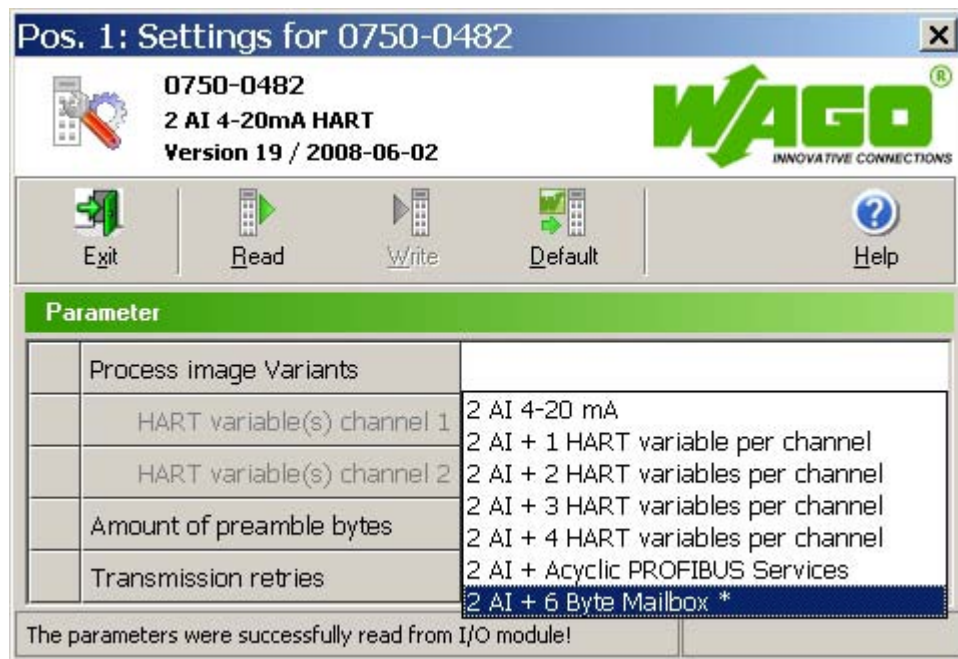 Pos. 1: Settings for 0750-0482
0750-0482
2 AI 4-20mA HART
Version 19 / 2008-06-02
WAGO®
INNOVATIVE CONNECTIONS
Exit Read Write Default Help
Parameter
Process image Variants
HART variable(s) channel 1
HART variable(s) channel 2
Amount of preamble bytes
Transmission retries
2 AI 4-20 mA
2 AI + 1 HART variable per channel
2 AI + 2 HART variables per channel
2 AI + 3 HART variables per channel
2 AI + 4 HART variables per channel
2 AI + Acyclic PROFIBUS Services
2 AI + 6 Byte Mailbox *
The parameters were successfully read from I/O module!